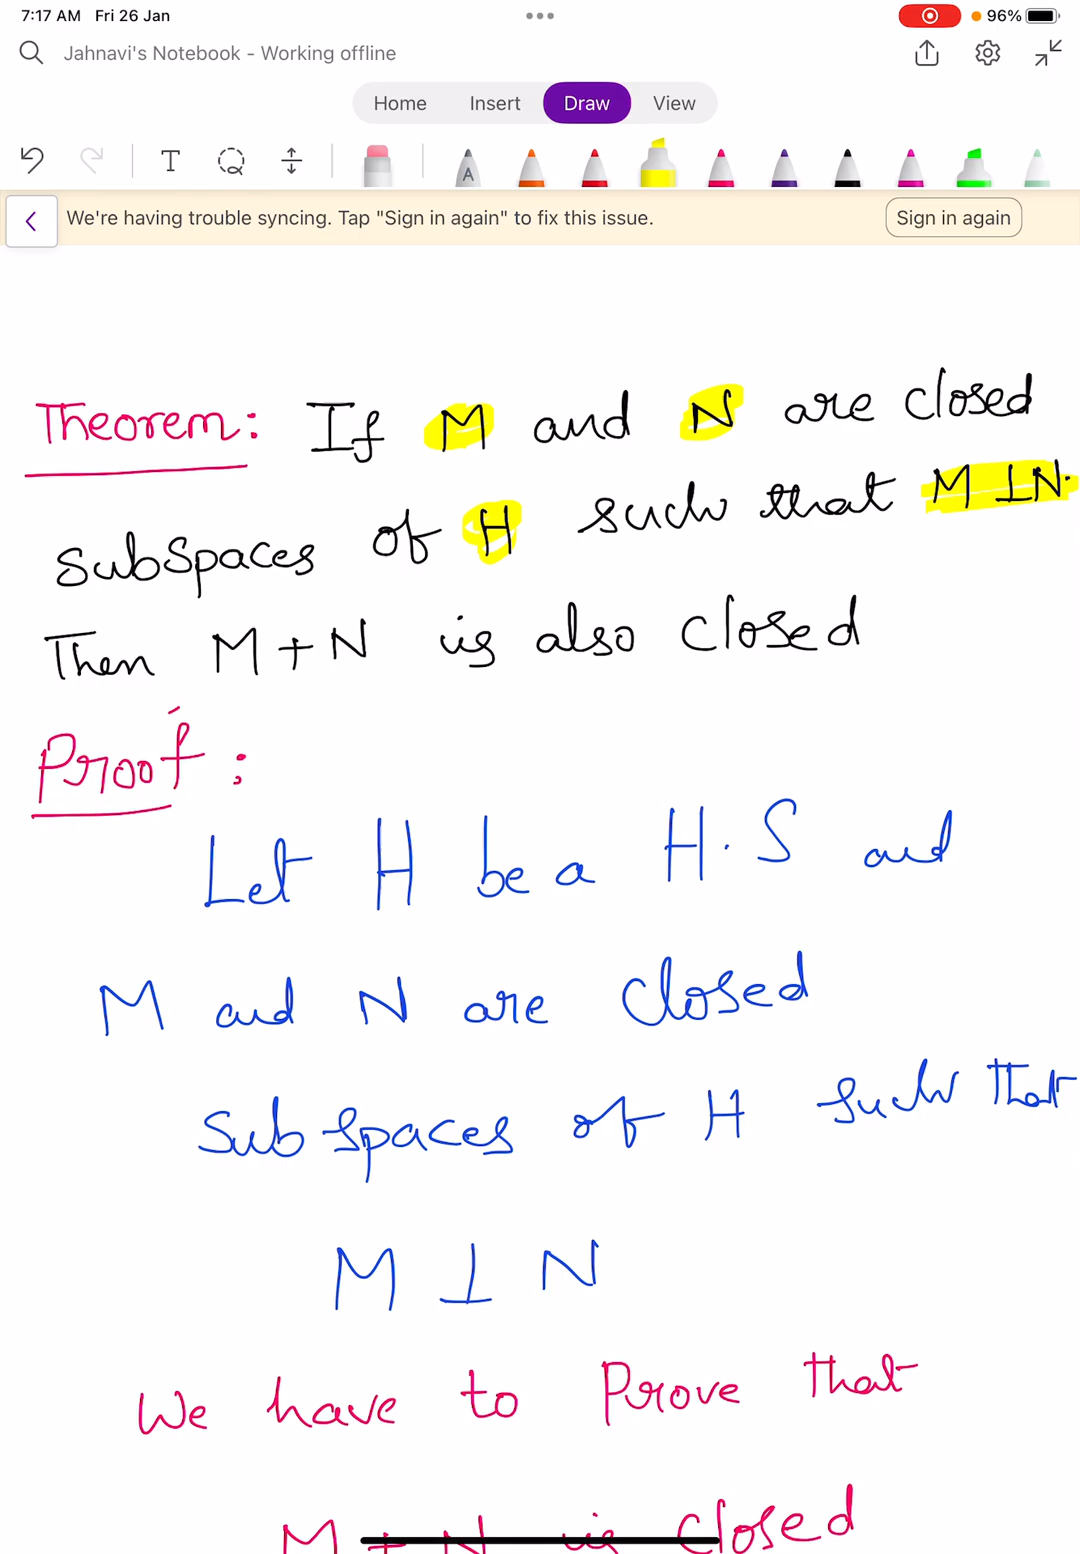 7:17 AM Fri 26 Jan
96%
Jahnavi's Notebook - Working offline
Home Insert Draw View
T A
We're having trouble syncing. Tap "Sign in again" to fix this issue. Sign in again
Theorem: If M and N are closed
subspaces of H such that M ⊥ N.
Then M + N is also closed
Proof :
Let H be a H.S and
M and N are closed
Subspaces of H such that
M ⊥ N
We have to Prove that
M + N is closed